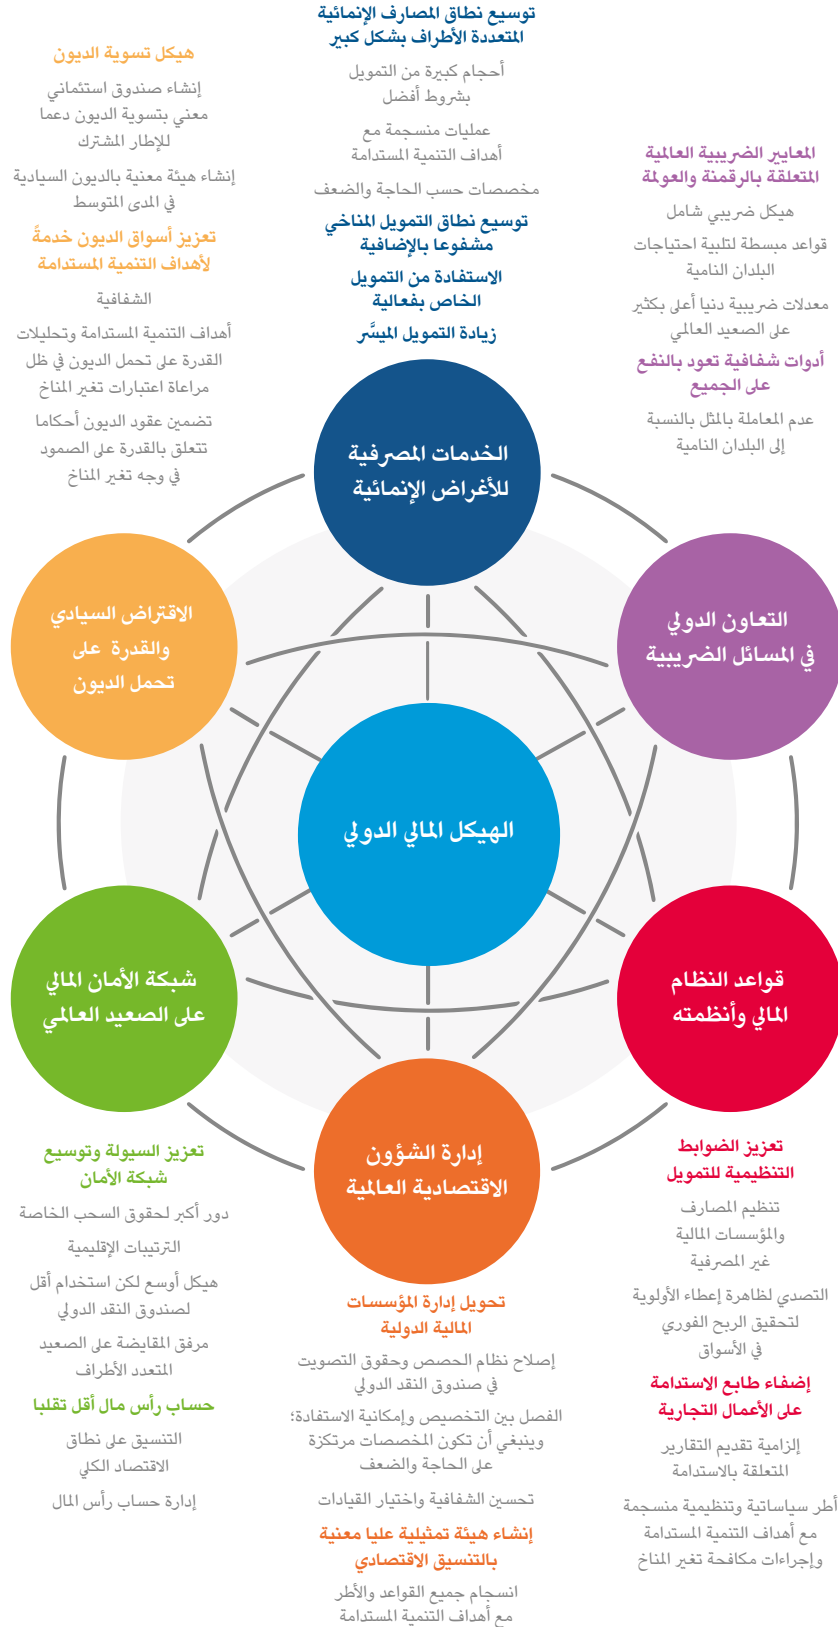 توسيع نطاق المصارف الإنمائية
المتعددة الأطراف بشكل كبير
أحجام كبيرة من التمويل
بشروط أفضل
عمليات منسجمة مع
أهداف التنمية المستدامة
مخصصات حسب الحاجة والضعف
توسيع نطاق التمويل المناخي
مشفوعا بالإضافية
الاستفادة من التمويل
الخاص بفعالية
زيادة التمويل الميسَّر
الخدمات المصرفية
للأغراض الإنمائية
المعايير الضريبية العالمية
المتعلقة بالرقمنة والعولمة
هيكل ضريبي شامل
قواعد مبسطة لتلبية احتياجات
البلدان النامية
معدلات ضريبية دنيا أعلى بكثير
على الصعيد العالمي
أدوات شفافية تعود بالنفع
على الجميع
عدم المعاملة بالمثل بالنسبة
إلى البلدان النامية
التعاون الدولي
في المسائل الضريبية
هيكل تسوية الديون
إنشاء صندوق استئماني
معني بتسوية الديون دعما
للإطار المشترك
إنشاء هيئة معنية بالديون السيادية
في المدى المتوسط
تعزيز أسواق الديون خدمةً
لأهداف التنمية المستدامة
الشفافية
أهداف التنمية المستدامة وتحليلات
القدرة على تحمل الديون في ظل
مراعاة اعتبارات تغير المناخ
تضمين عقود الديون أحكاما
تتعلق بالقدرة على الصمود
في وجه تغير المناخ
الاقتراض السيادي
والقدرة على
تحمل الديون
الهيكل المالي الدولي
قواعد النظام
المالي وأنظمته
تعزيز الضوابط
التنظيمية للتمويل
تنظيم المصارف
والمؤسسات المالية
غير المصرفية
التصدي لظاهرة إعطاء الأولوية
لتحقيق الربح الفوري
في الأسواق
إضفاء طابع الاستدامة
على الأعمال التجارية
إلزامية تقديم التقارير
المتعلقة بالاستدامة
أطر سياساتية وتنظيمية منسجمة
مع أهداف التنمية المستدامة
وإجراءات مكافحة تغير المناخ
إدارة الشؤون
الاقتصادية العالمية
تحويل إدارة المؤسسات
المالية الدولية
إصلاح نظام الحصص وحقوق التصويت
في صندوق النقد الدولي
الفصل بين التخصيص وإمكانية الاستفادة؛
وينبغي أن تكون المخصصات مرتكزة
على الحاجة والضعف
تحسين الشفافية واختيار القيادات
إنشاء هيئة تمثيلية عليا معنية
بالتنسيق الاقتصادي
انسجام جميع القواعد والأطر
مع أهداف التنمية المستدامة
شبكة الأمان المالي
على الصعيد العالمي
تعزيز السيولة وتوسيع
شبكة الأمان
دور أكبر لحقوق السحب الخاصة
الترتيبات الإقليمية
هيكل أوسع لكن استخدام أقل
لصندوق النقد الدولي
مرفق المقايضة على الصعيد
المتعدد الأطراف
حساب رأس مال أقل تقلبا
التنسيق على نطاق
الاقتصاد الكلي
إدارة حساب رأس المال